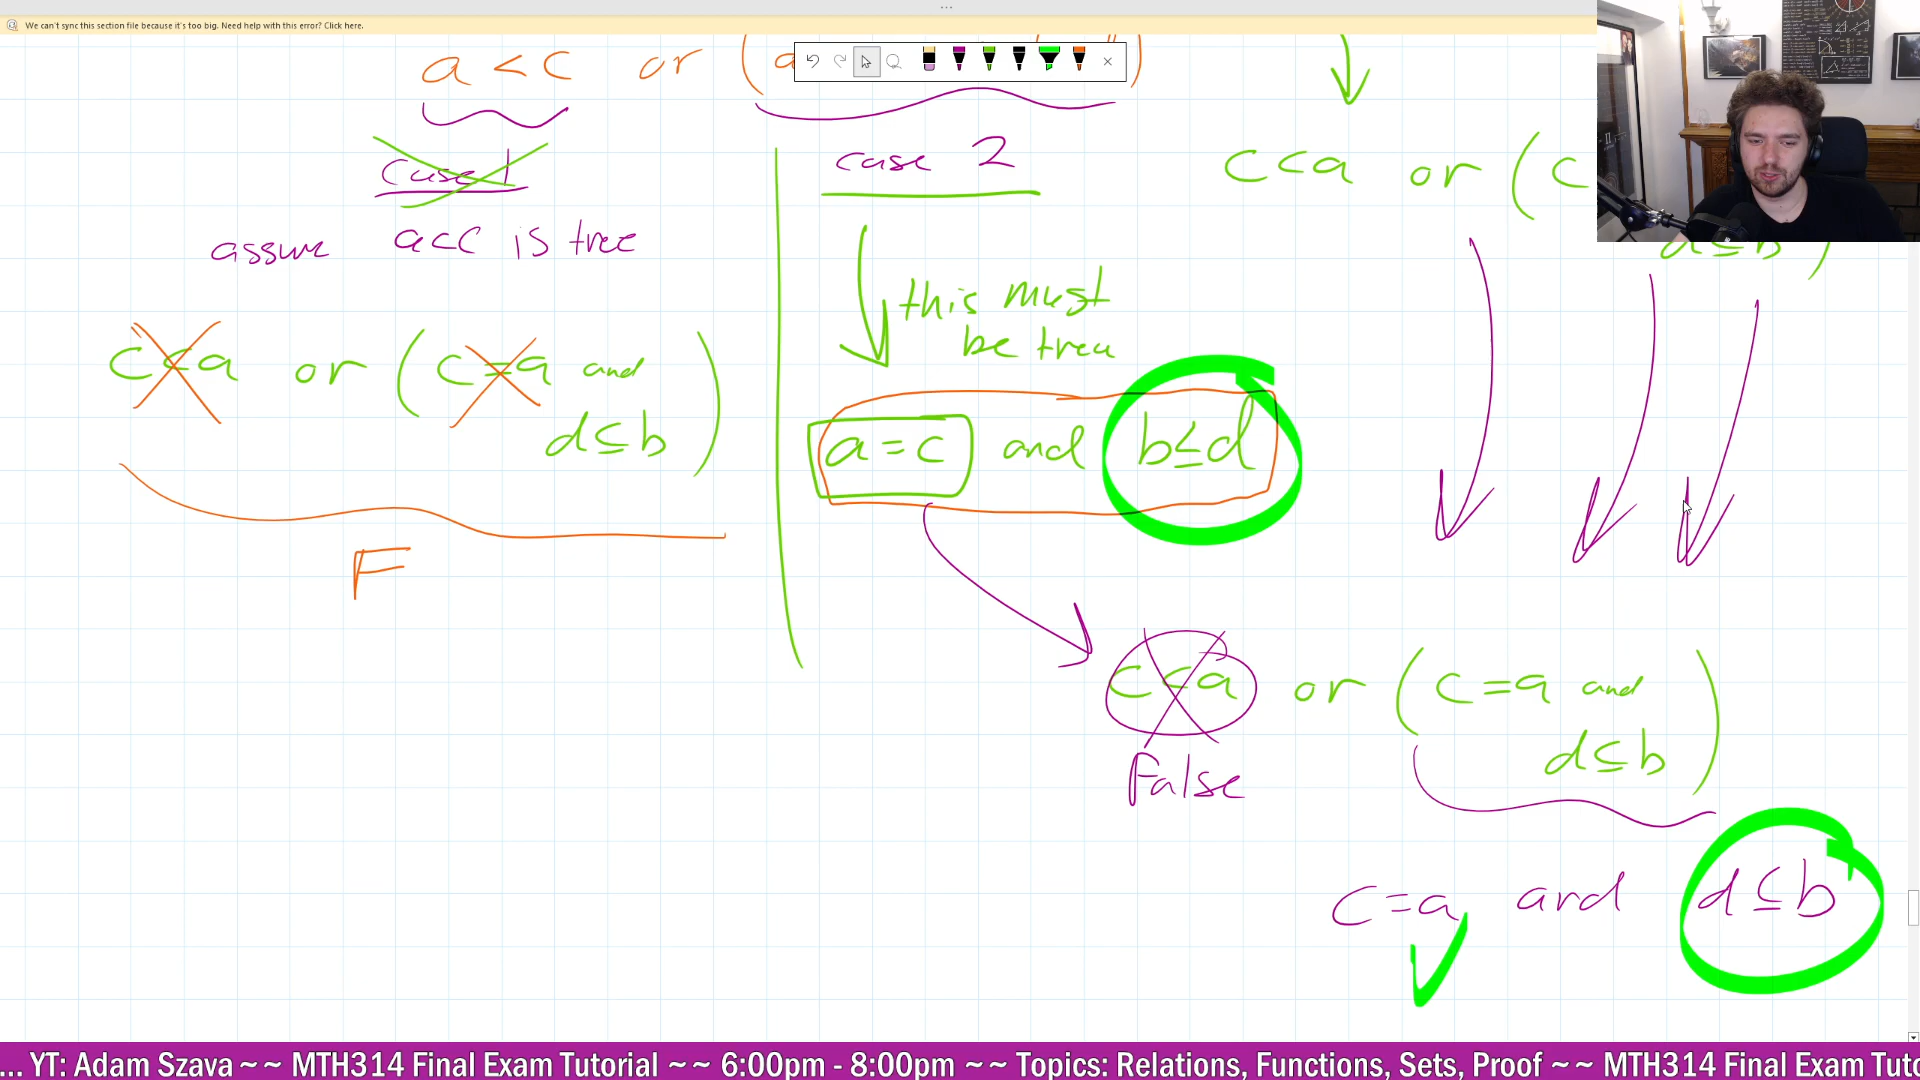 We can't sync this section file because it's too big. Need help with this error? Click here.
a < c or (a
case 1
case 2
c<a or (c
d≤b)
assume a<c is true
this must
be true
c<a or (c=a and
d≤b)
F
a=c and b≤d
c<a or (c=a and
d≤b)
False
c=a and d≤b
... YT: Adam Szava ~~ MTH314 Final Exam Tutorial ~~ 6:00pm - 8:00pm ~~ Topics: Relations, Functions, Sets, Proof ~~ MTH314 Final Exam Tuto